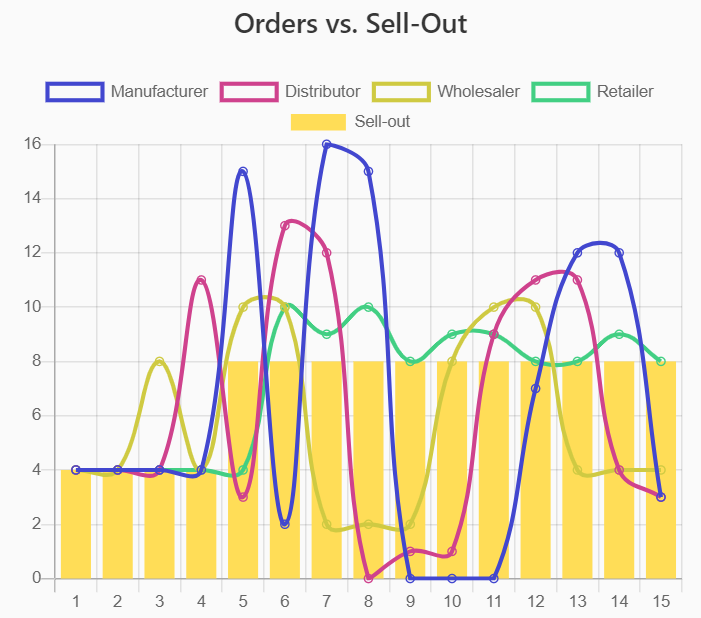 Orders vs. Sell-Out
Manufacturer Distributor Wholesaler Retailer
Sell-out
16
14
12
10
8
6
4
2
0
1 2 3 4 5 6 7 8 9 10 11 12 13 14 15